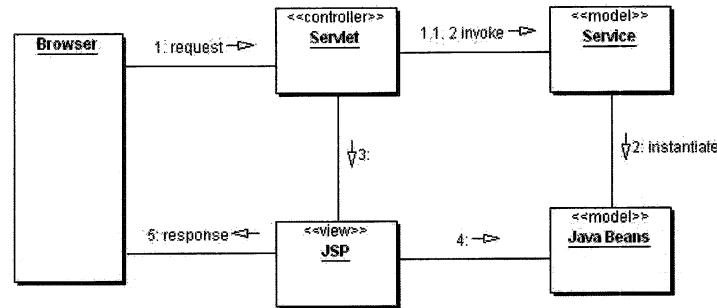 <<controller>>
Servlet
<<model>>
Service
Browser
1: request
1.1. 2 invoke
3:
2: instantiate
<<view>>
JSP
<<model>>
Java Beans
5: response
4: